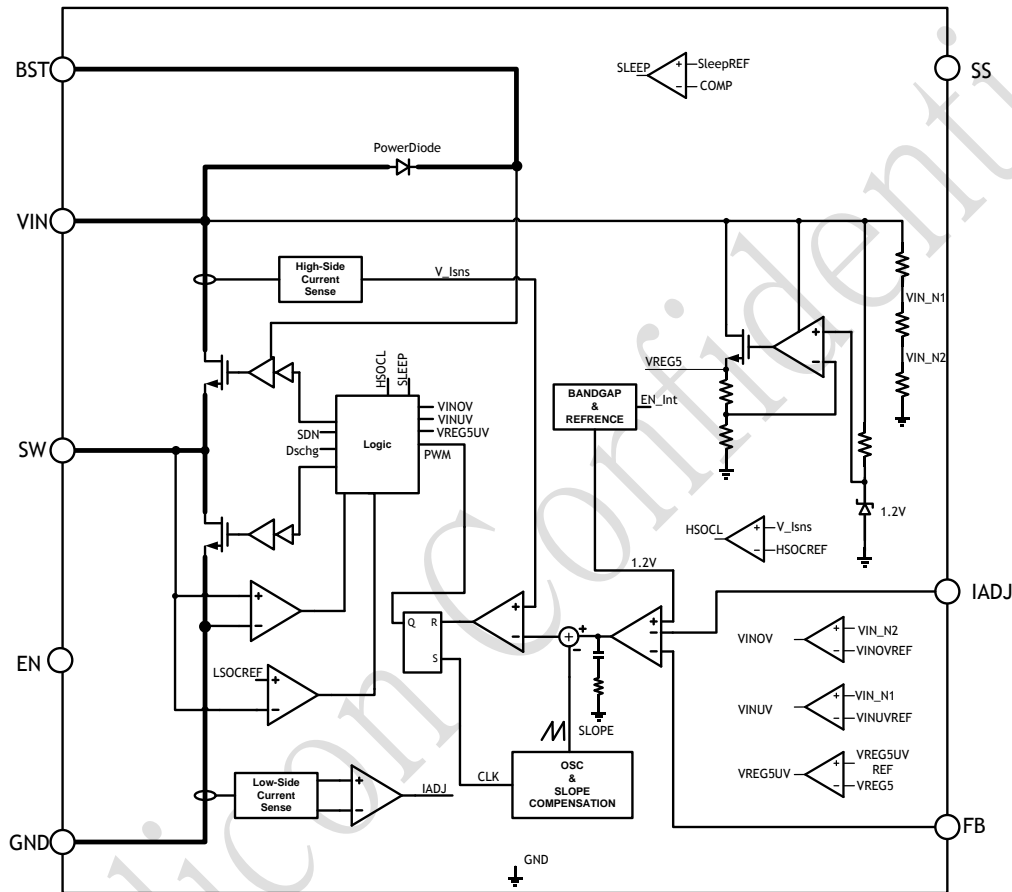 BST
SS
SLEEP
+
SleepREF
−
COMP
PowerDiode
VIN
High-Side
Current
Sense
V_Isns
VIN_N1
VIN_N2
+
−
VREG5
HSOCL
SLEEP
BANDGAP
&
REFRENCE
EN_Int
VINOV
VINUV
VREG5UV
SDN
Logic
Dschg
PWM
SW
1.2V
HSOCL
+
V_Isns
−
HSOCREF
1.2V
IADJ
+
−
Q
R
S
+
−
+
−
+
−
−
VINOV
+
VIN_N2
−
VINOVREF
EN
LSOCREF
+
−
VINUV
+
VIN_N1
−
VINUVREF
SLOPE
VREG5UV
+
VREG5UV
REF
−
VREG5
CLK
OSC
&
SLOPE
COMPENSATION
Low-Side
Current
Sense
+
−
IADJ
GND
FB
GND
Silicon Confidenti